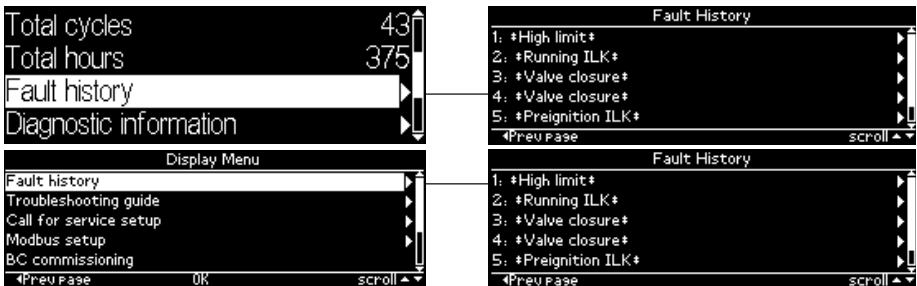 Total cycles 43
Total hours 375
Fault history
Diagnostic information
Fault History
1: *High limit*
2: *Running ILK*
3: *Valve closure*
4: *Valve closure*
5: *Preignition ILK*
Prev page scroll
Display Menu
Fault history
Troubleshooting guide
Call for service setup
Modbus setup
BC commissioning
Prev page OK scroll
Fault History
1: *High limit*
2: *Running ILK*
3: *Valve closure*
4: *Valve closure*
5: *Preignition ILK*
Prev page scroll